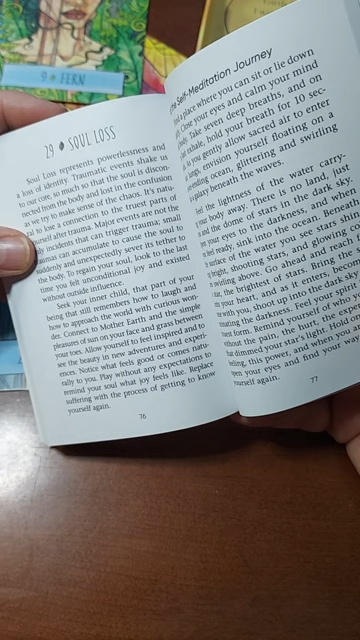 9 FERN
29 SOUL LOSS
Soul Loss represents powerlessness and
a loss of identity. Traumatic events shake us
to our core, so much so that the soul is discon-
nected from the body and lost in the confusion
as we try to make sense of the chaos. It's natu-
ral to lose a connection to the truest parts of
yourself after trauma. Major events are not the
only incidents that can trigger trauma; small
traumas can accumulate to cause the soul to
suddenly and unexpectedly sever its tether to
the body. To regain your soul, look to the last
time you felt unconditional joy and existed
without outside influence.
Seek your inner child, that part of your
being that still remembers how to laugh and
how to approach the world with curious won-
der. Connect to Mother Earth and the simple
pleasures of sun on your face and grass between
your toes. Allow yourself to feel inspired and to
see the beauty in new adventures and experi-
ences. Notice what feels good or comes natu-
rally to you. Play without any expectations to
remind your soul what joy feels like. Replace
suffering with the process of getting to know
yourself again.
76
the Self-Meditation Journey
a place where you can sit or lie down
Close your eyes and calm your mind
body. Take seven deep breaths, and on
exhale, hold your breath for 10 sec-
As you gently allow sacred air to enter
lungs, envision yourself floating on a
ending ocean, glittering and swirling
beneath the waves.
feel the lightness of the water carry-
your body away. There is no land, just
and the dome of stars in the dark sky.
your eyes to the darkness, and when
feel ready, sink into the ocean. Beneath
surface of the water you see stars shin-
bright, shooting stars, and glowing
swirling above. Go ahead and reach
the brightest of stars. Bring the
your heart, and as it enters, become
with you, shoot up into the dark sky
the darkness. Feel your spirit
form. Remind yourself of who
without the pain, the hurt, the
that dimmed your star's light. Hold
being, this power, and when you
open your eyes and find your way
yourself again.
77